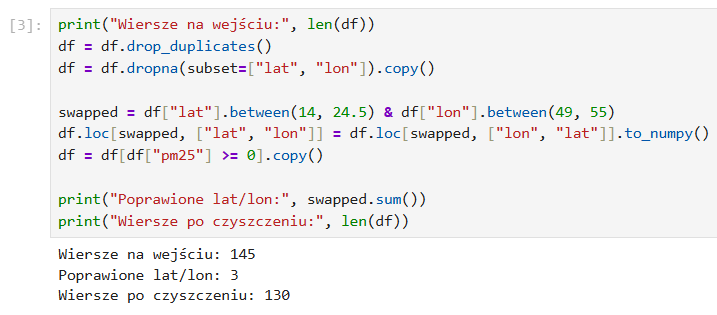 [3]:
print("Wiersze na wejściu:", len(df))
df = df.drop_duplicates()
df = df.dropna(subset=["lat", "lon"]).copy()

swapped = df["lat"].between(14, 24.5) & df["lon"].between(49, 55)
df.loc[swapped, ["lat", "lon"]] = df.loc[swapped, ["lon", "lat"]].to_numpy()
df = df[df["pm25"] >= 0].copy()

print("Poprawione lat/lon:", swapped.sum())
print("Wiersze po czyszczeniu:", len(df))
Wiersze na wejściu: 145
Poprawione lat/lon: 3
Wiersze po czyszczeniu: 130